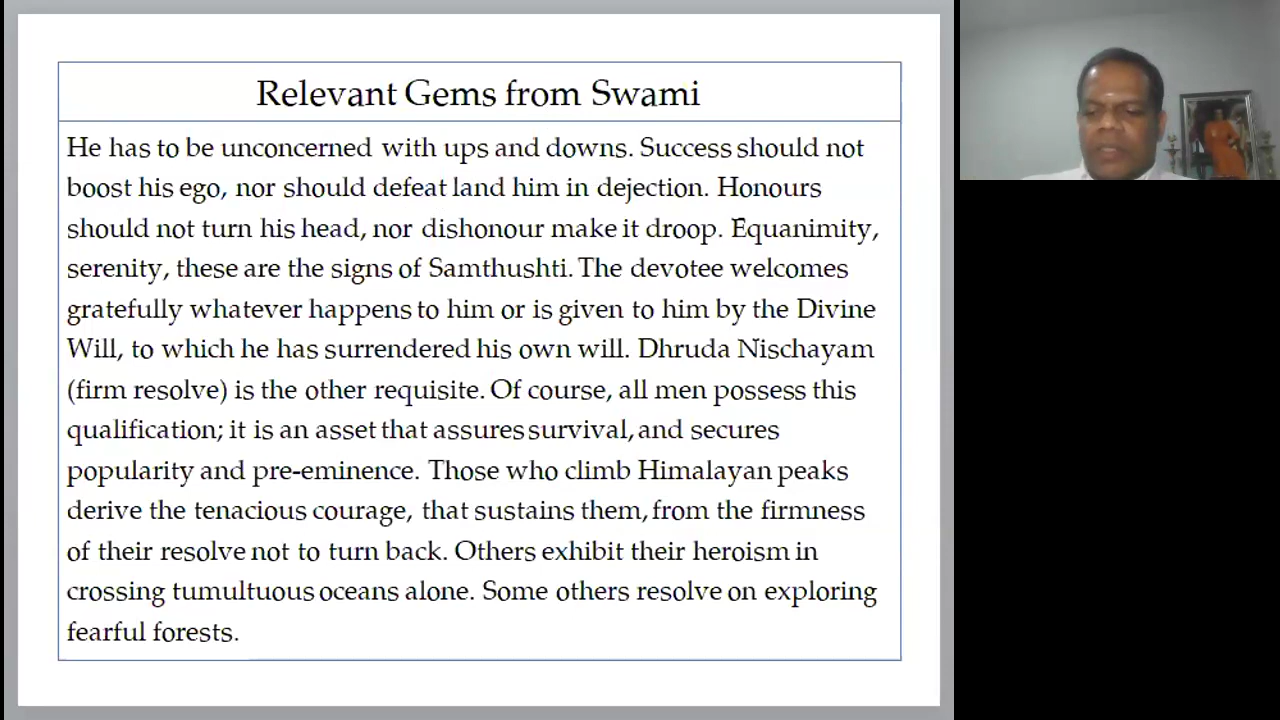 Relevant Gems from Swami
He has to be unconcerned with ups and downs. Success should not
boost his ego, nor should defeat land him in dejection. Honours
should not turn his head, nor dishonour make it droop. Equanimity,
serenity, these are the signs of Samthushti. The devotee welcomes
gratefully whatever happens to him or is given to him by the Divine
Will, to which he has surrendered his own will. Dhruda Nischayam
(firm resolve) is the other requisite. Of course, all men possess this
qualification; it is an asset that assures survival, and secures
popularity and pre-eminence. Those who climb Himalayan peaks
derive the tenacious courage, that sustains them, from the firmness
of their resolve not to turn back. Others exhibit their heroism in
crossing tumultuous oceans alone. Some others resolve on exploring
fearful forests.